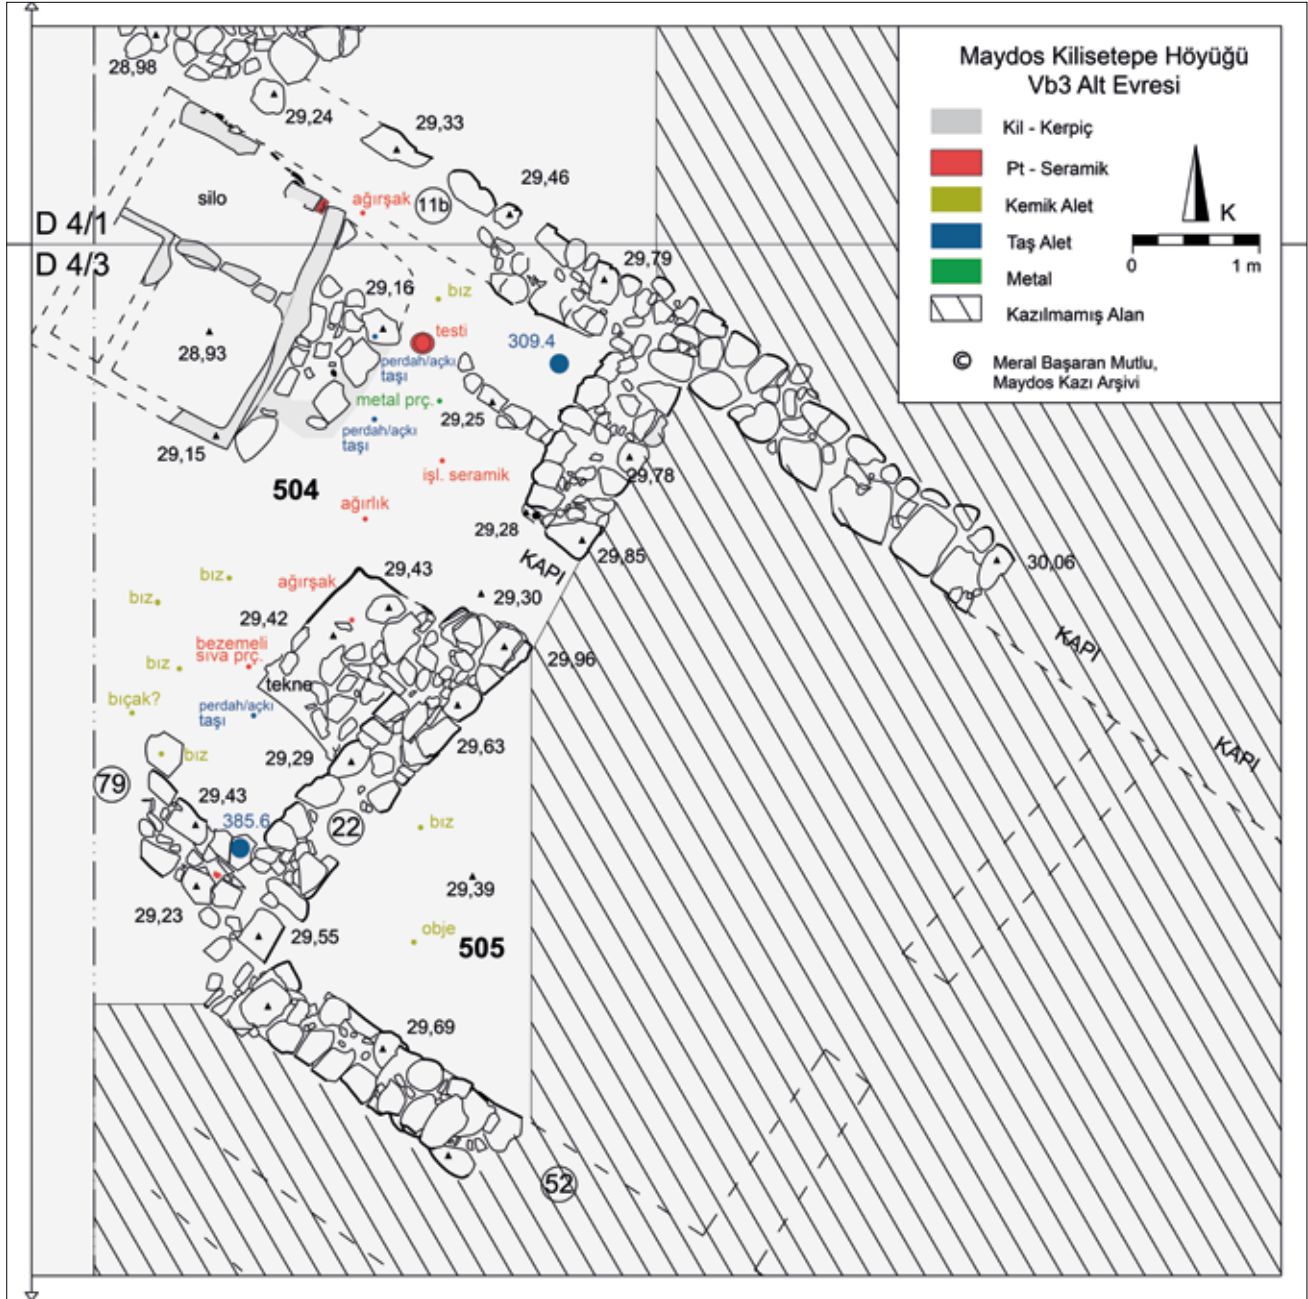 Maydos Kilisetepe Höyüğü
Vb3 Alt Evresi
Kil - Kerpiç
Pt - Seramik
Kemik Alet
Taş Alet
Metal
Kazılmamış Alan
K
0 1 m
© Meral Başaran Mutlu,
Maydos Kazı Arşivi
28,98
29,24
29,33
29,46
silo
ağırşak
11b
D 4/1
D 4/3
29,79
29,16
bız
testi
309.4
28,93
perdah/açkı
taşı
metal prç.
29,25
perdah/açkı
taşı
29,15
işl. seramik
29,78
504
ağırlık
29,28
KAPI
29,85
30,06
bız
ağırşak
29,43
bız
29,42
29,30
KAPI
bezemeli
sıva prç.
29,96
bız
tekne
bıçak?
perdah/açkı
taşı
29,63
KAPI
bız
29,29
79
29,43
385.6
22
bız
29,39
29,23
29,55
obje
505
29,69
52